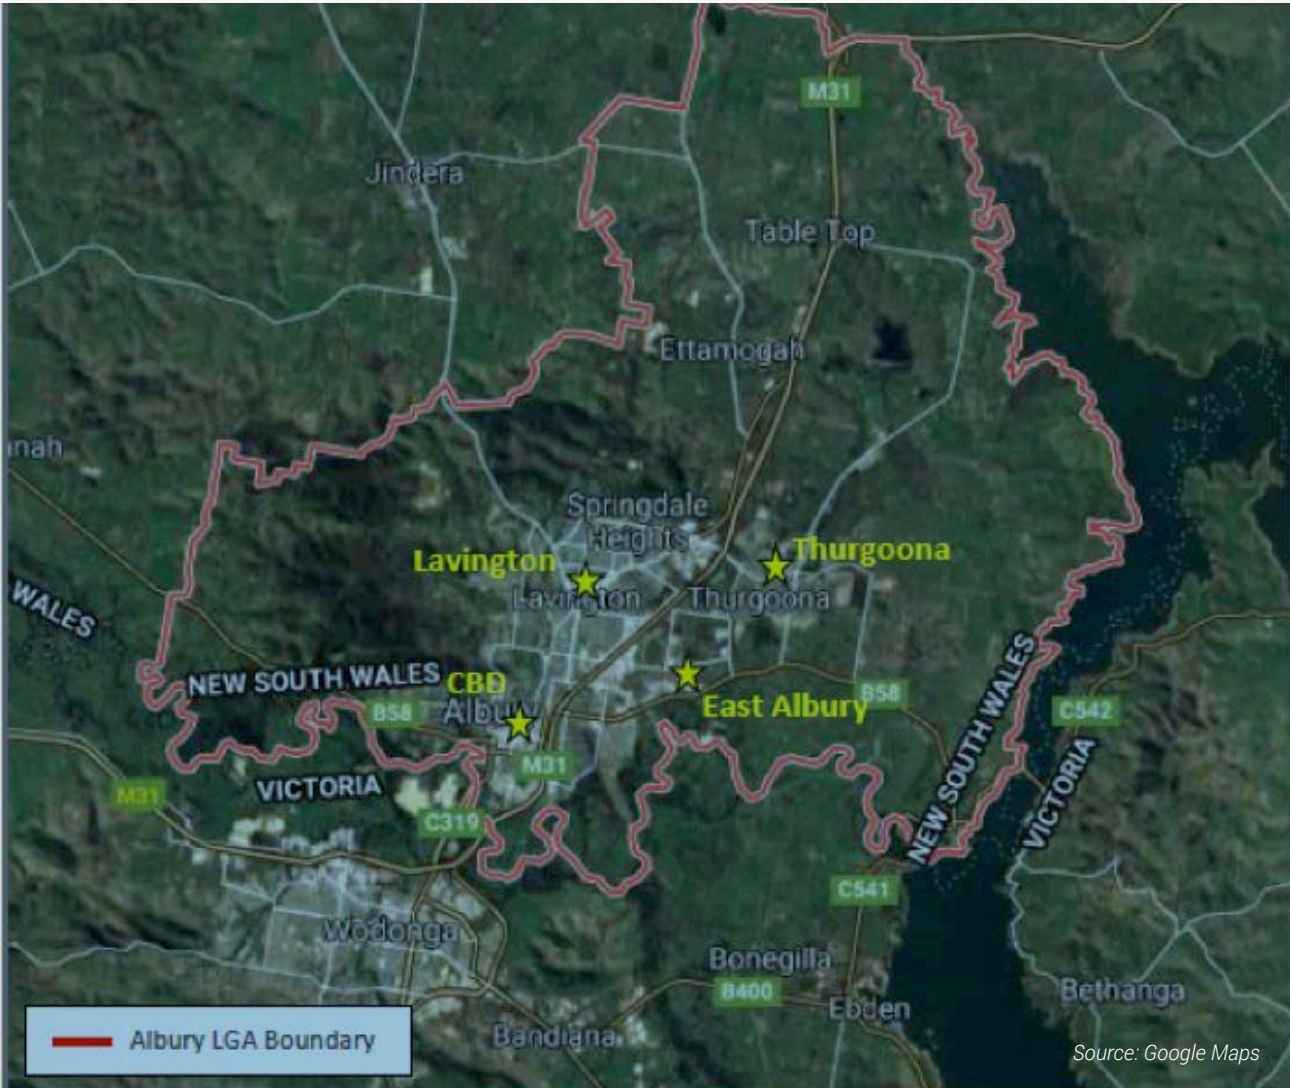 M31
Jindera
Table Top
Ettamogah
nah
Springdale
Heights
Lavington
Thurgoona
Lavington
Thurgoona
WALES
NEW SOUTH WALES
CBD
B58
Albury
East Albury
B58
C542
NEW SOUTH WALES
VICTORIA
M31
VICTORIA
M31
C319
C541
Wodonga
Bonegilla
B400
Ebden
Bethanga
Bandiana
Albury LGA Boundary
Source: Google Maps